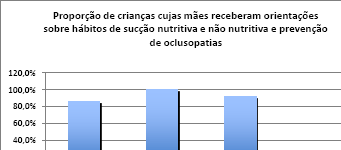 Proporção de crianças cujas mães receberam orientações
sobre hábitos de sucção nutritiva e não nutritiva e prevenção
de oclusopatias
120,0%
100,0%
80,0%
60,0%
40,0%